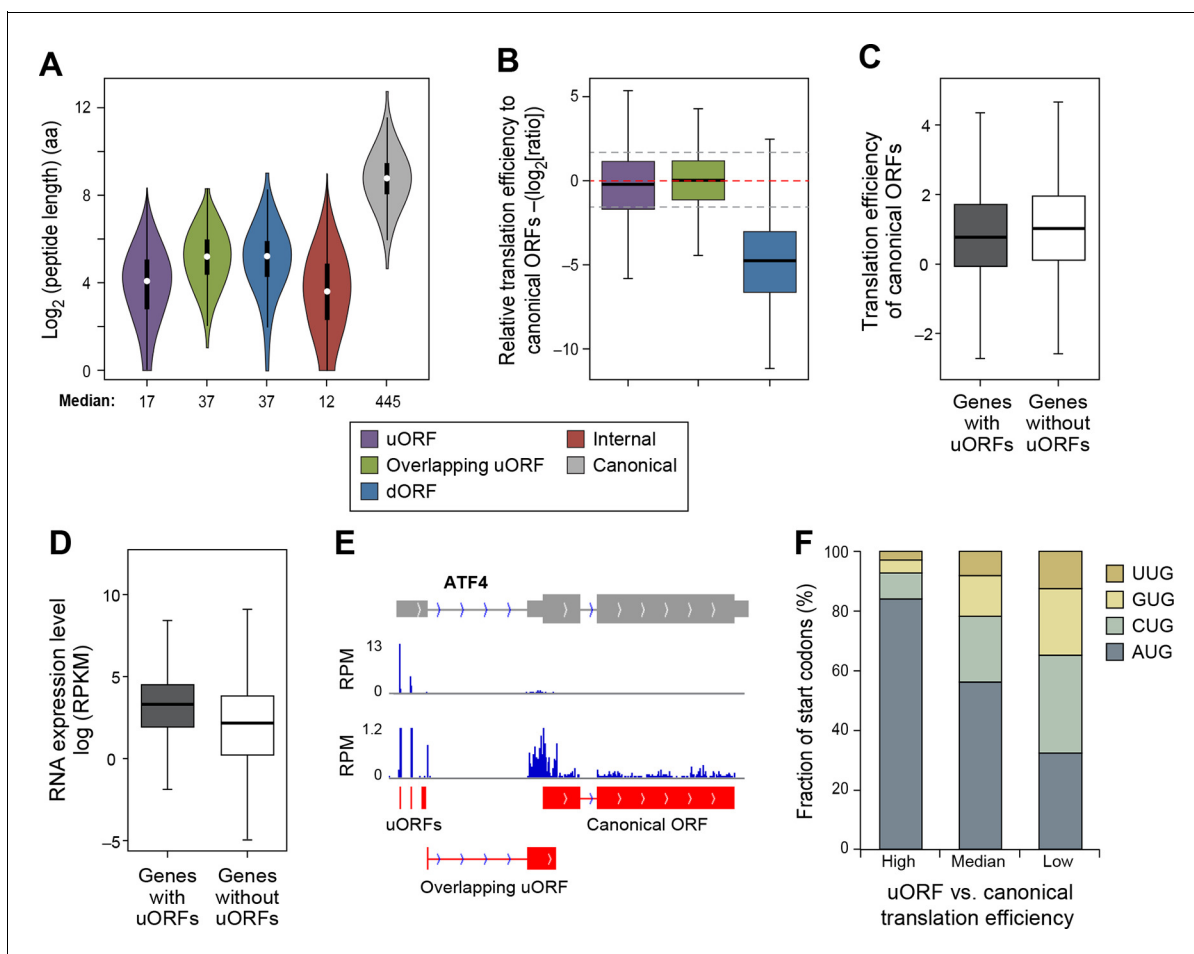 A
Log2 (peptide length) (aa)
12
8
4
0
Median: 17 37 37 12 445
B
Relative translation efficiency to
canonical ORFs –(log2[ratio])
5
0
−5
−10
C
Translation efficiency
of canonical ORFs
4
2
0
−2
Genes
with
uORFs
Genes
without
uORFs
uORF
Overlapping uORF
dORF
Internal
Canonical
D
RNA expression level
log (RPKM)
10
5
0
−5
Genes
with
uORFs
Genes
without
uORFs
E
ATF4
RPM
13
0
RPM
1.2
0
uORFs
Canonical ORF
Overlapping uORF
F
Fraction of start codons (%)
100
80
60
40
20
0
High Median Low
uORF vs. canonical
translation efficiency
UUG
GUG
CUG
AUG